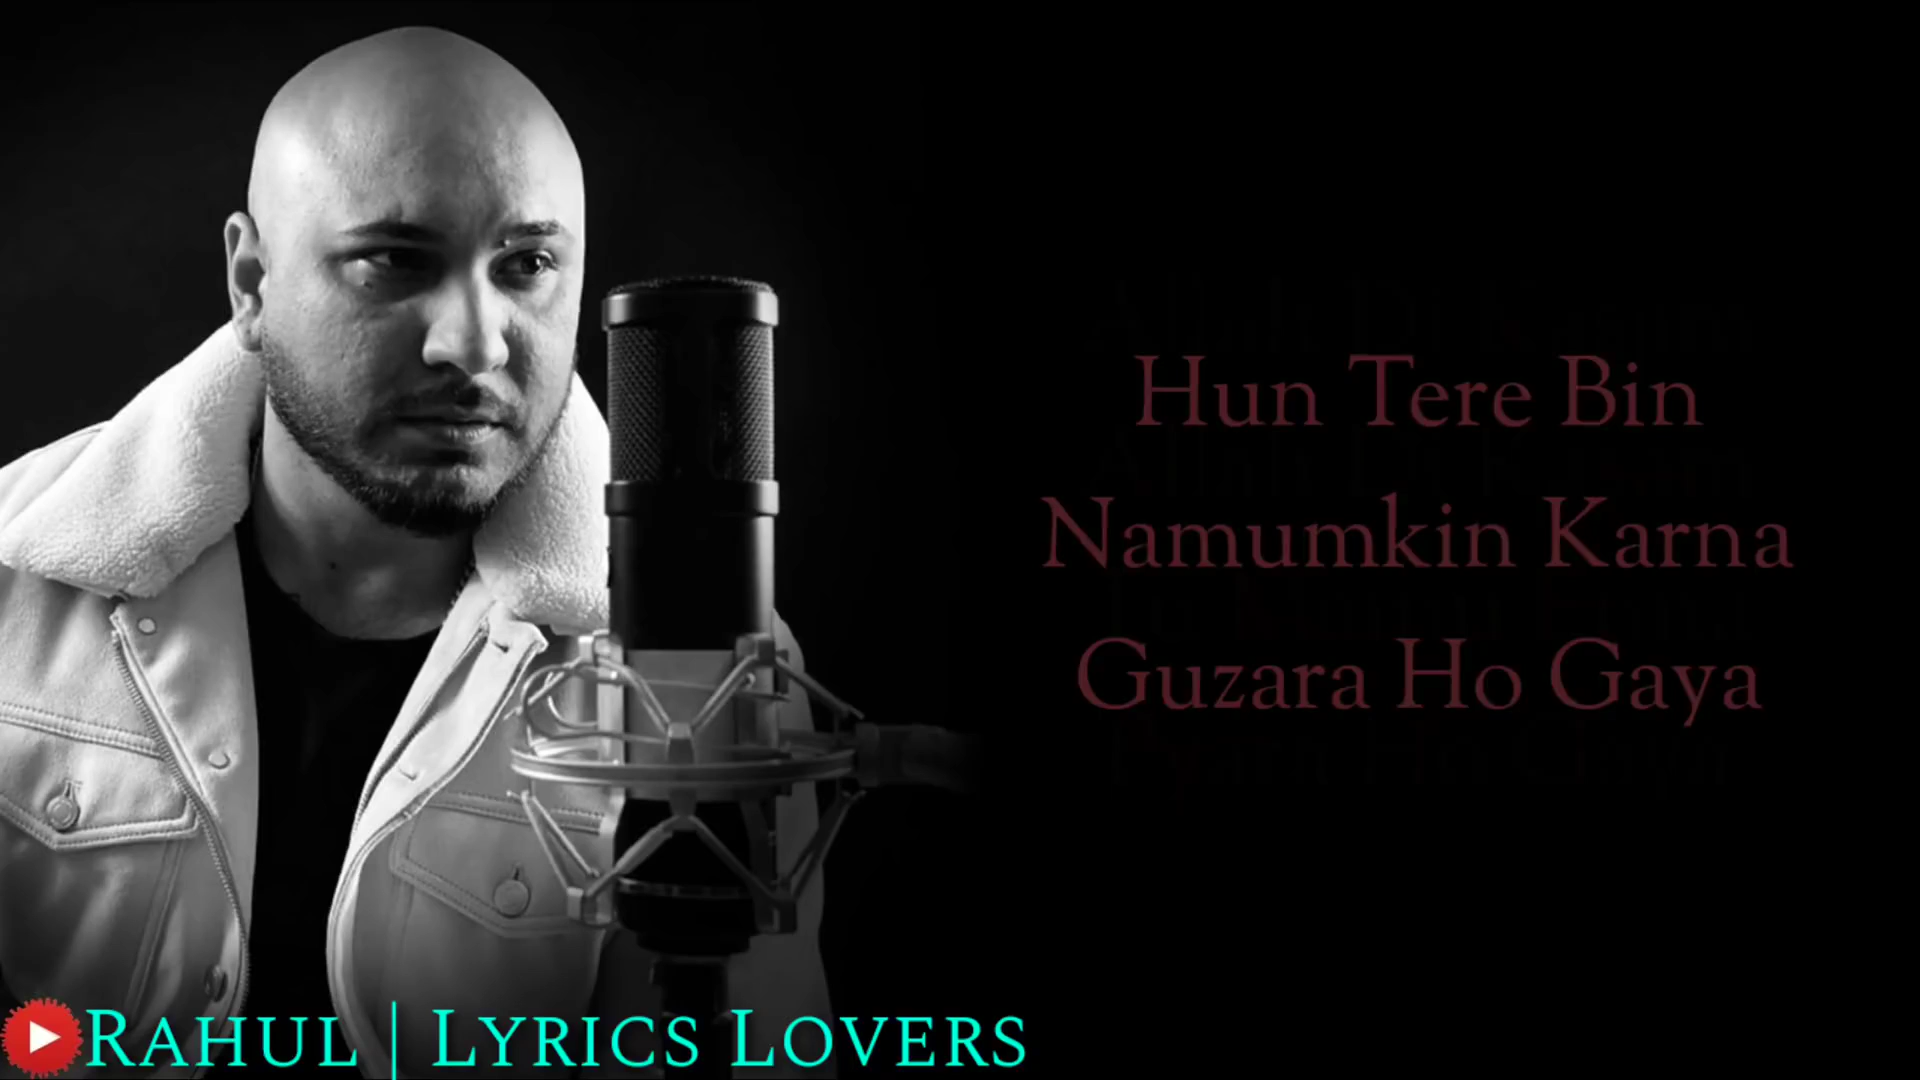 Hun Tere Bin
Namumkin Karna
Guzara Ho Gaya
RAHUL | LYRICS LOVERS